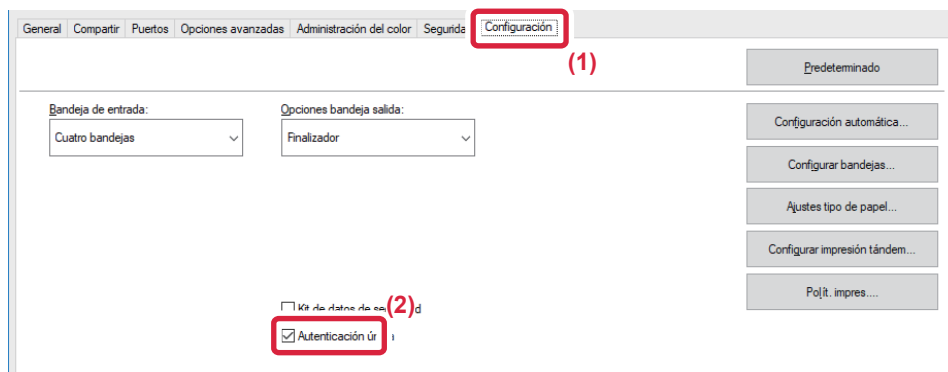 General Compartir Puertos Opciones avanzadas Administración del color Segurida Configuración
(1)
Predeterminado
Bandeja de entrada: Opciones bandeja salida:
Cuatro bandejas Finalizador
Configuración automática...
Configurar bandejas...
Ajustes tipo de papel...
Configurar impresión tándem...
Polít. impres....
Kit de datos de
(2)
Autenticación